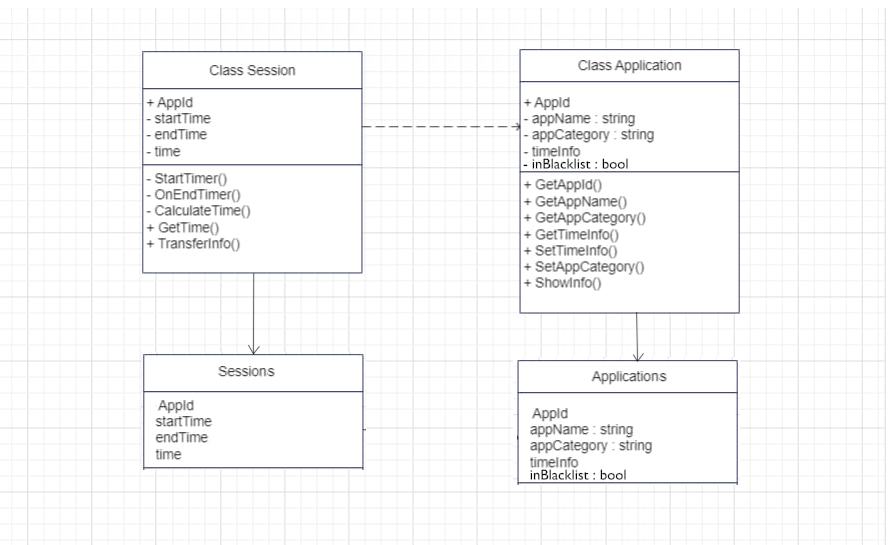 Class Session
+ AppId
- startTime
- endTime
- time
- StartTimer()
- OnEndTimer()
- CalculateTime()
+ GetTime()
+ TransferInfo()
Class Application
+ AppId
- appName : string
- appCategory : string
- timeInfo
- inBlacklist : bool
+ GetAppId()
+ GetAppName()
+ GetAppCategory()
+ GetTimeInfo()
+ SetTimeInfo()
+ SetAppCategory()
+ ShowInfo()
Sessions
AppId
startTime
endTime
time
Applications
AppId
appName : string
appCategory : string
timeInfo
inBlacklist : bool